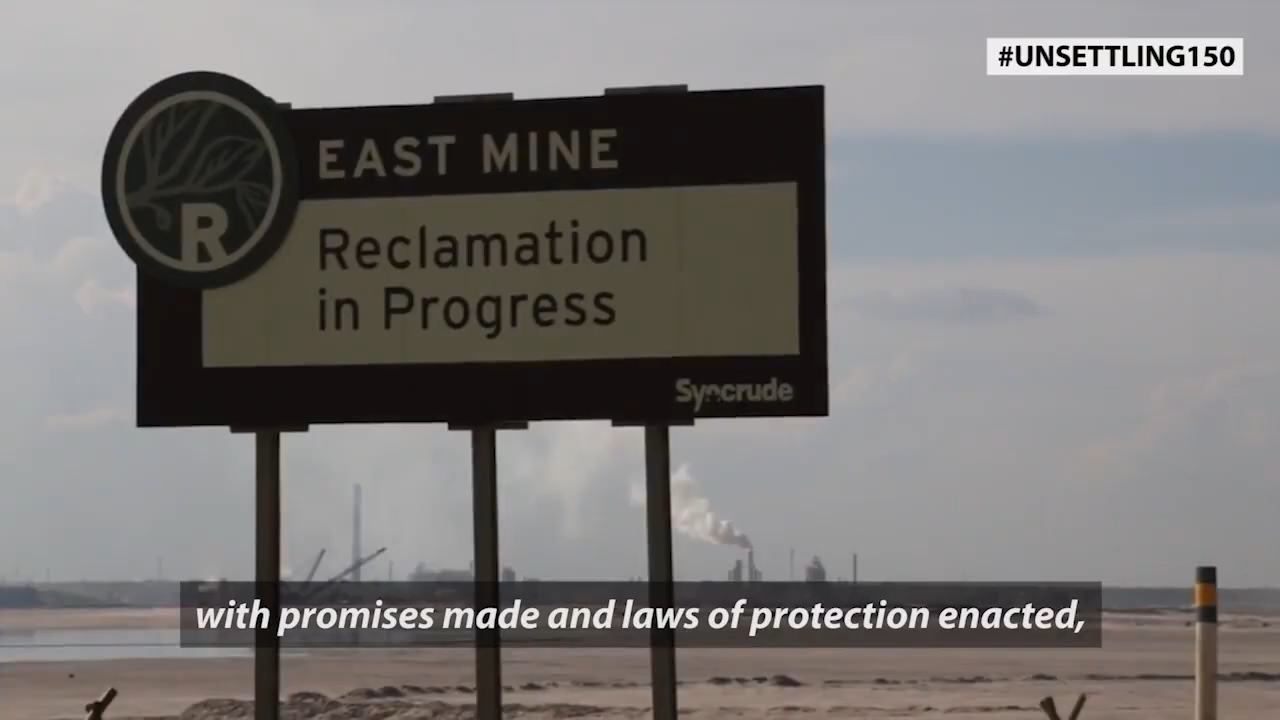 #UNSETTLING150
EAST MINE
R
Reclamation
in Progress
Syncrude
with promises made and laws of protection enacted,